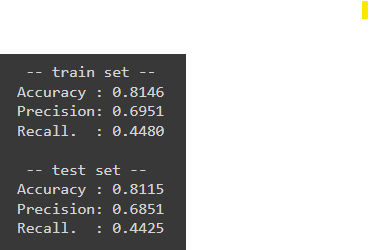 -- train set --
Accuracy : 0.8146
Precision: 0.6951
Recall.  : 0.4480
-- test set --
Accuracy : 0.8115
Precision: 0.6851
Recall.  : 0.4425